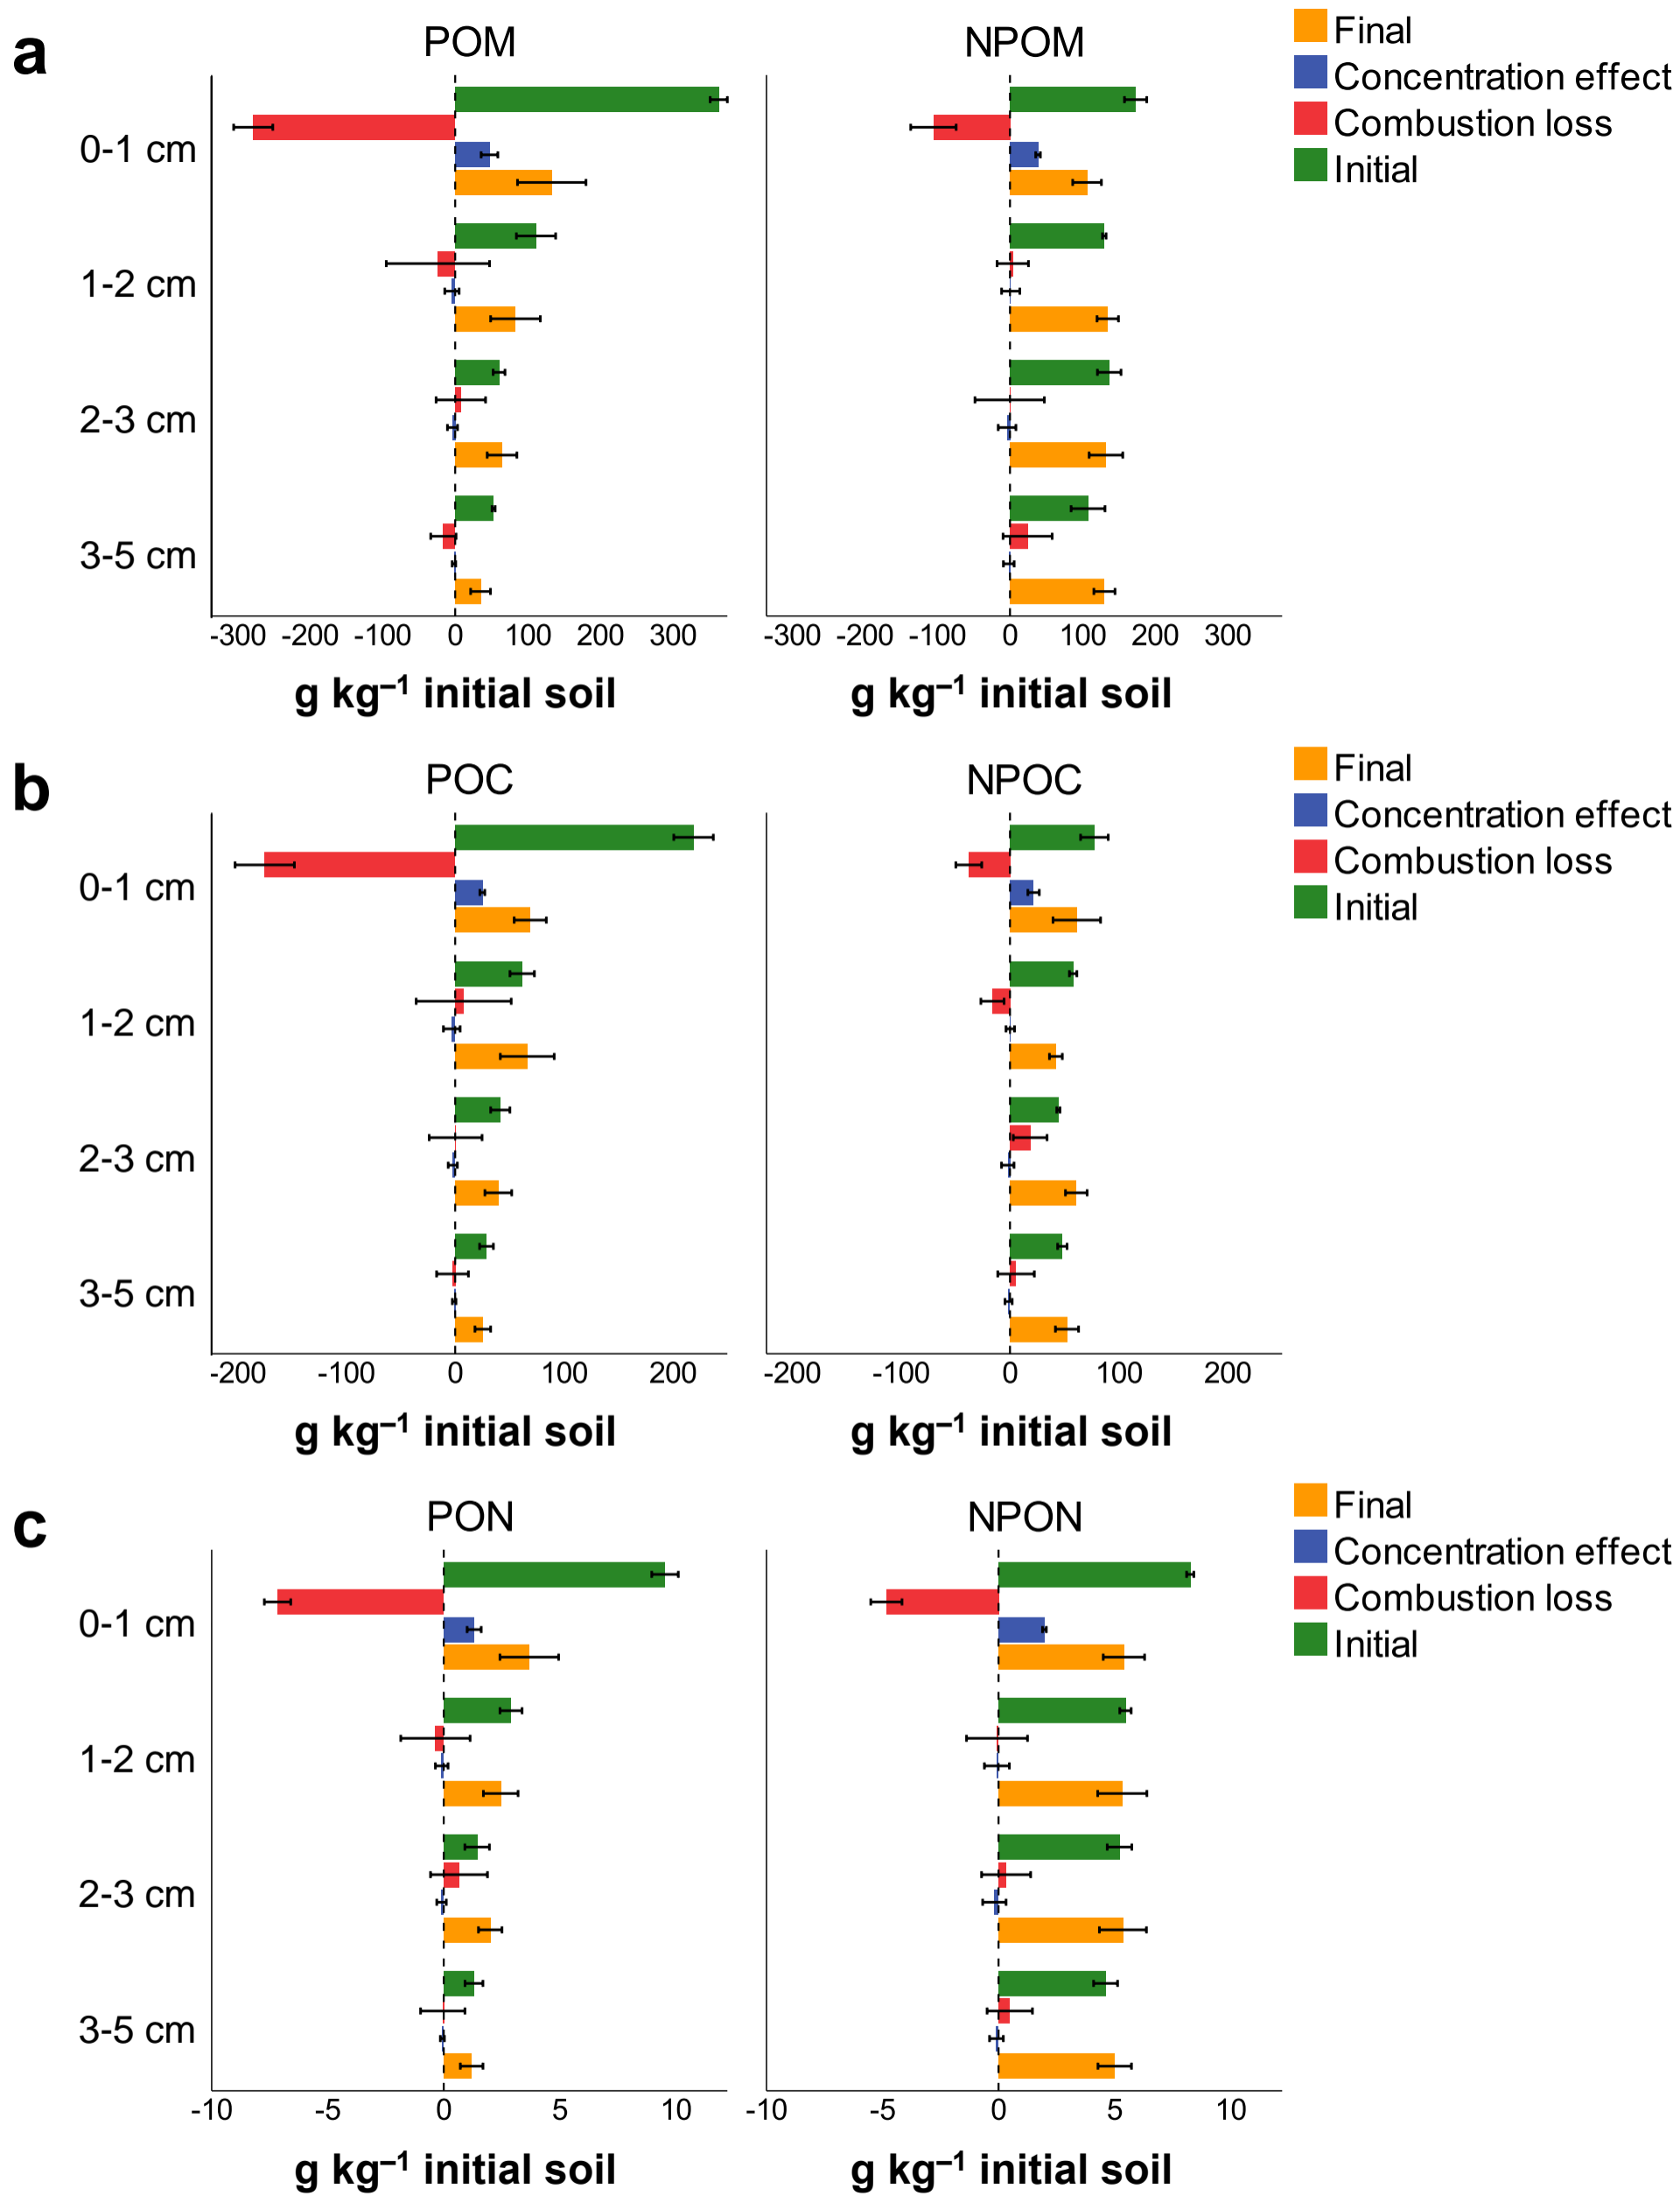 a
POM
NPOM
Final
Concentration effect
Combustion loss
Initial
0-1 cm
1-2 cm
2-3 cm
3-5 cm
-300 -200 -100 0 100 200 300
-300 -200 -100 0 100 200 300
g kg⁻¹ initial soil
g kg⁻¹ initial soil
b
POC
NPOC
Final
Concentration effect
Combustion loss
Initial
0-1 cm
1-2 cm
2-3 cm
3-5 cm
-200 -100 0 100 200
-200 -100 0 100 200
g kg⁻¹ initial soil
g kg⁻¹ initial soil
c
PON
NPON
Final
Concentration effect
Combustion loss
Initial
0-1 cm
1-2 cm
2-3 cm
3-5 cm
-10 -5 0 5 10
-10 -5 0 5 10
g kg⁻¹ initial soil
g kg⁻¹ initial soil